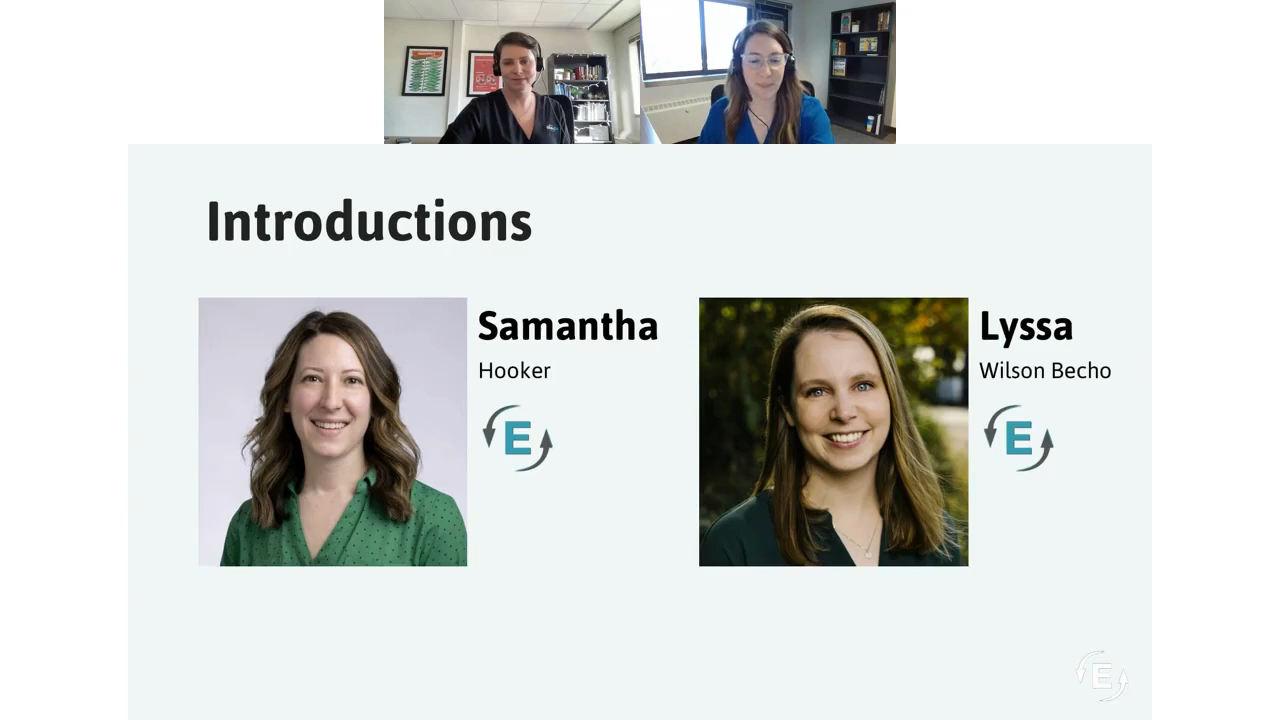 Introductions
Samantha
Hooker
E
Lyssa
Wilson Becho
E
E